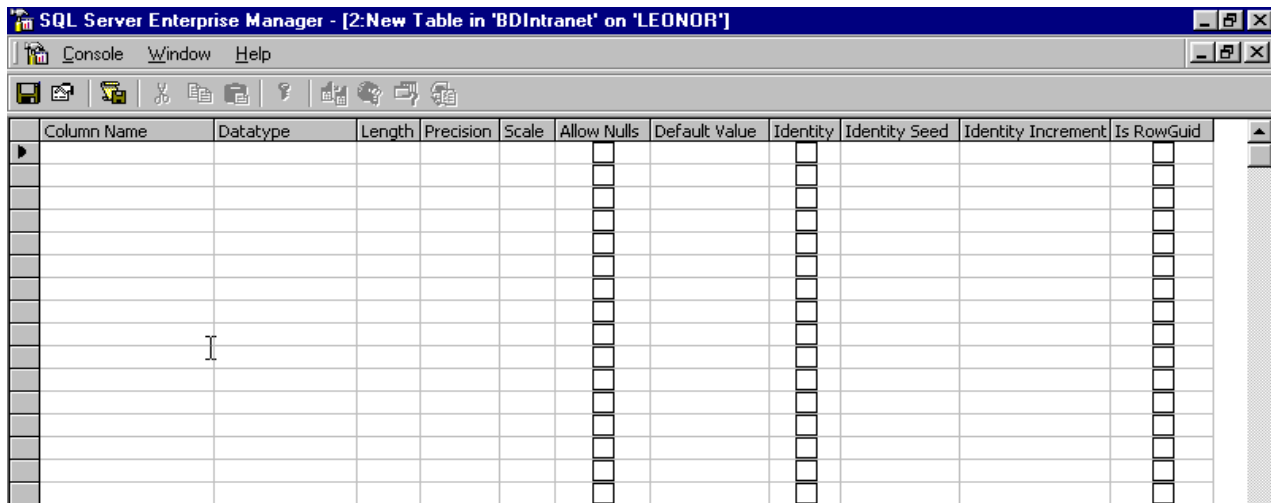 SQL Server Enterprise Manager - [2:New Table in 'BDIntranet' on 'LEONOR']
Console Window Help
Column Name Datatype Length Precision Scale Allow Nulls Default Value Identity Identity Seed Identity Increment Is RowGuid